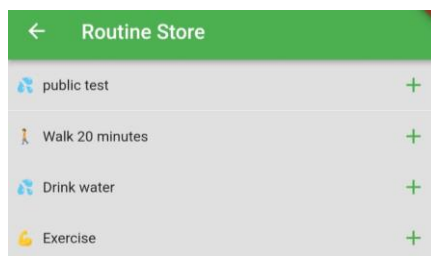 Routine Store
public test
Walk 20 minutes
Drink water
Exercise